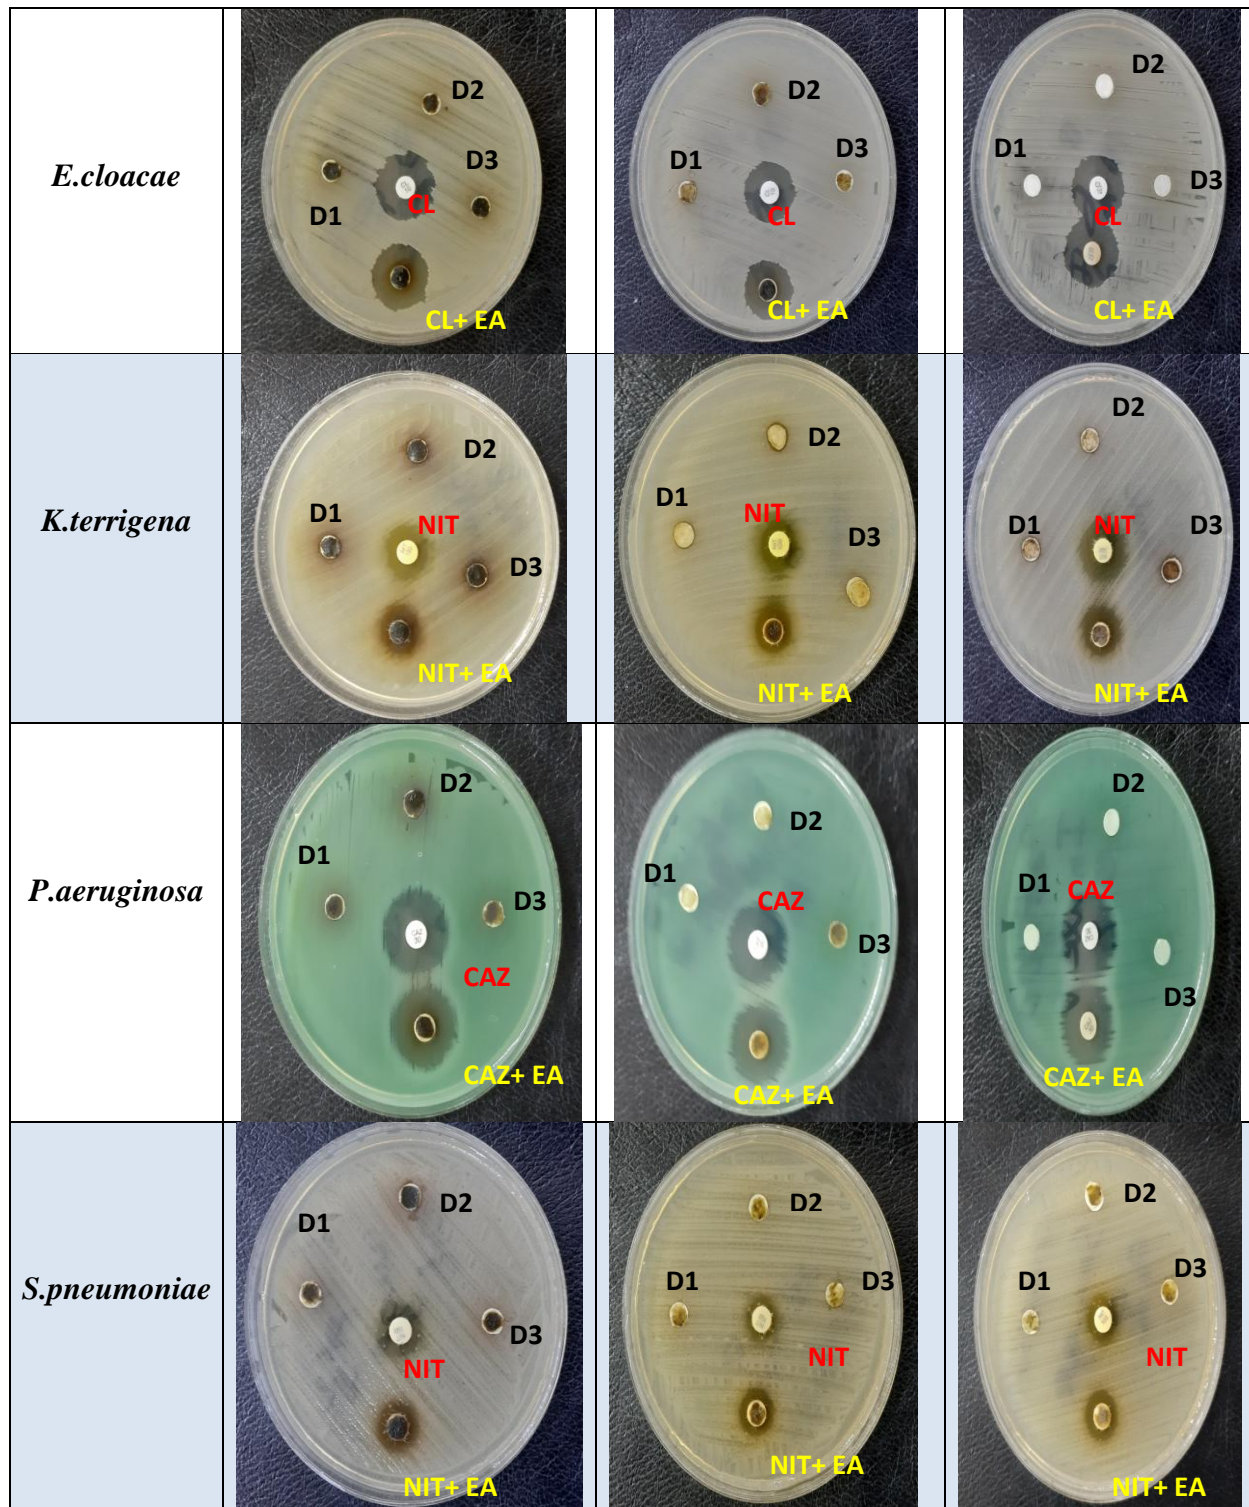 E.cloacae
D2
D3
D1
CL
CL+ EA
D2
D1
D3
CL
CL+ EA
D2
D1
D3
CL
CL+ EA
K.terrigena
D2
D1
NIT
D3
NIT+ EA
D2
D1
NIT
D3
NIT+ EA
D2
D1
NIT
D3
NIT+ EA
P.aeruginosa
D2
D1
D3
CAZ
30
CAZ
CAZ+ EA
D2
D1
CAZ
D3
CAZ+ EA
D2
D1
CAZ
D3
CAZ+ EA
S.pneumoniae
D2
D1
D3
NIT
NIT+ EA
D1
D2
D3
NIT
NIT+ EA
D2
D1
D3
NIT
NIT+ EA